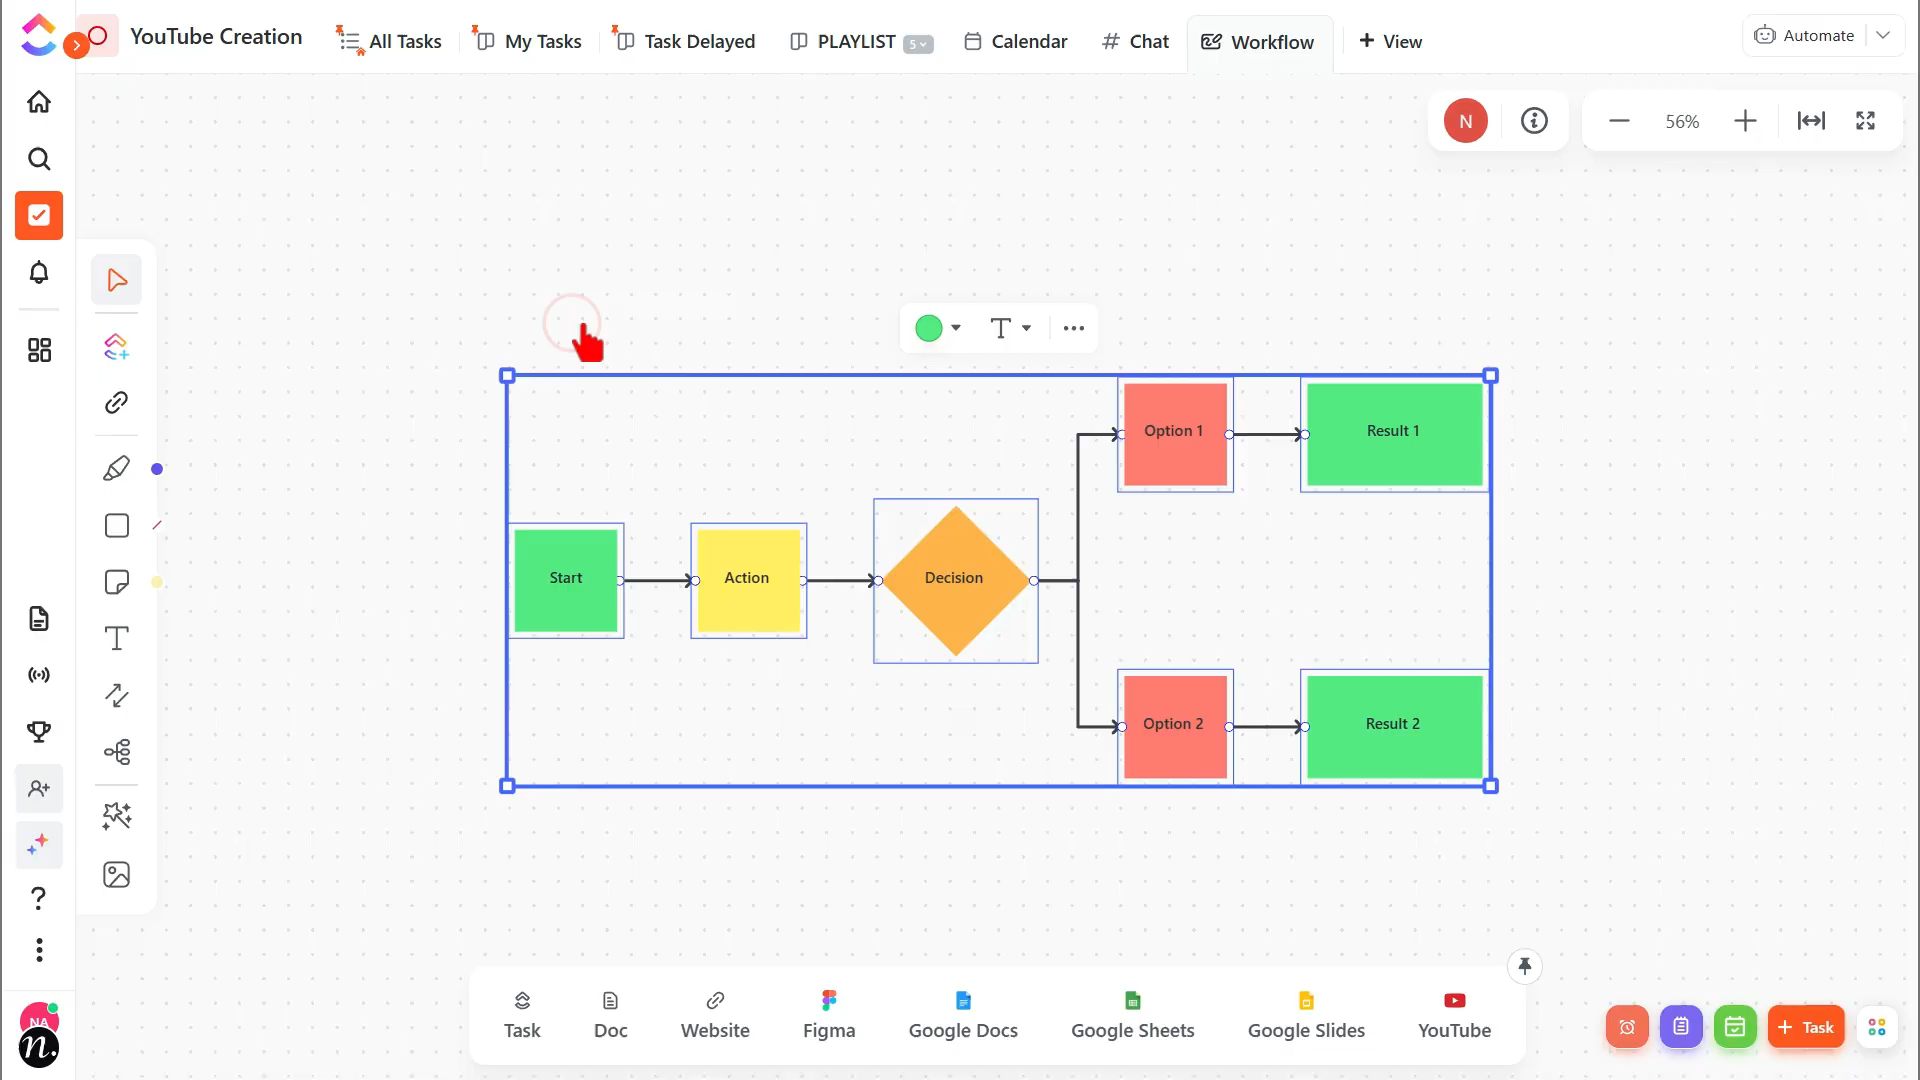 YouTube Creation
All Tasks
My Tasks
Task Delayed
PLAYLIST 5
Calendar
Chat
Workflow
View
Automate
N
56%
Option 1
Result 1
Start
Action
Decision
Option 2
Result 2
Task
Doc
Website
Figma
Google Docs
Google Sheets
Google Slides
YouTube
Task
NA
n.